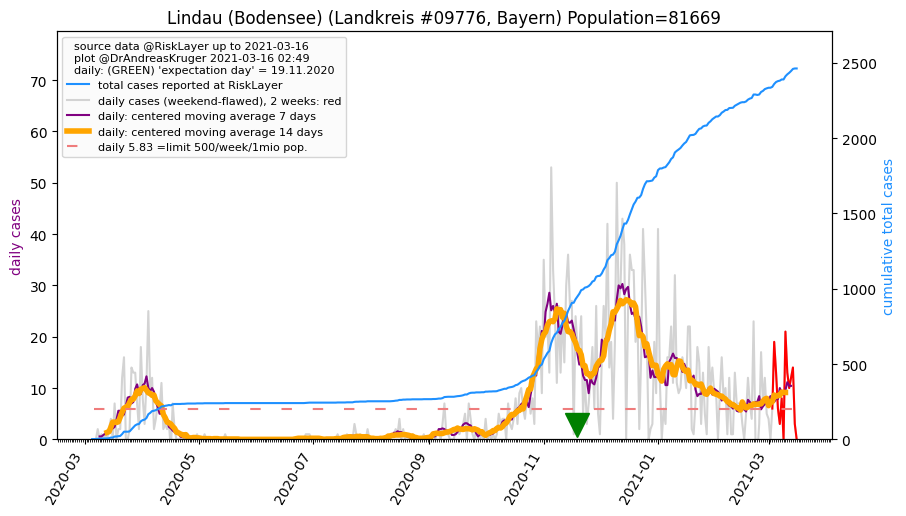 Lindau (Bodensee) (Landkreis #09776, Bayern) Population=81669
source data @RiskLayer up to 2021-03-16
plot @DrAndreasKruger 2021-03-16 02:49
daily: (GREEN) 'expectation day' = 19.11.2020
total cases reported at RiskLayer
daily cases (weekend-flawed), 2 weeks: red
daily: centered moving average 7 days
daily: centered moving average 14 days
daily 5.83 =limit 500/week/1mio pop.
daily cases
70
60
50
40
30
20
10
0
2500
2000
1500
1000
500
0
cumulative total cases
2020-03
2020-05
2020-07
2020-09
2020-11
2021-01
2021-03